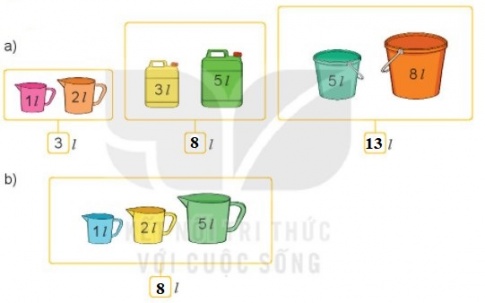 a)
1l 2l 3l 5l 5l 8l
3 l 8 l 13 l
b)
1l 2l 5l
KẾT NỐI TRI THỨC
VỚI CUỘC SỐNG
8 l